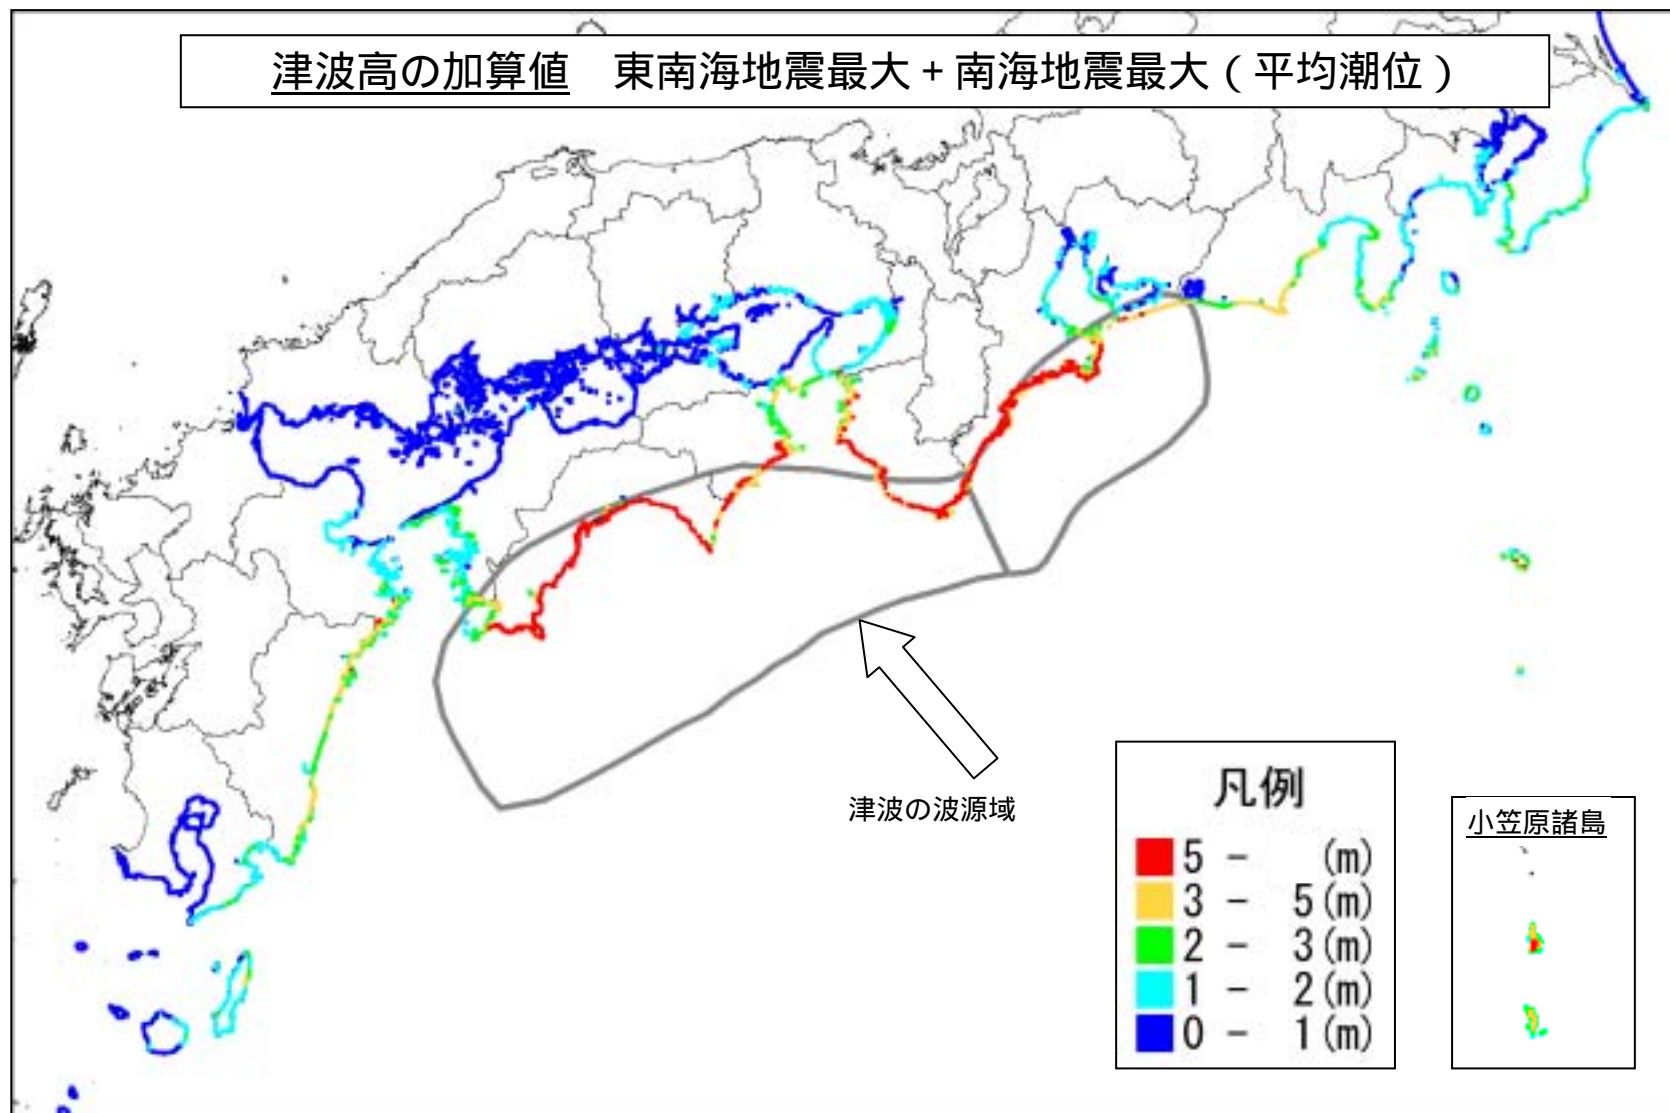 津波高の加算値　東南海地震最大＋南海地震最大（平均潮位）
津波の波源域
凡例
5 －　　(m)
3 －　5(m)
2 －　3(m)
1 －　2(m)
0 －　1(m)
小笠原諸島